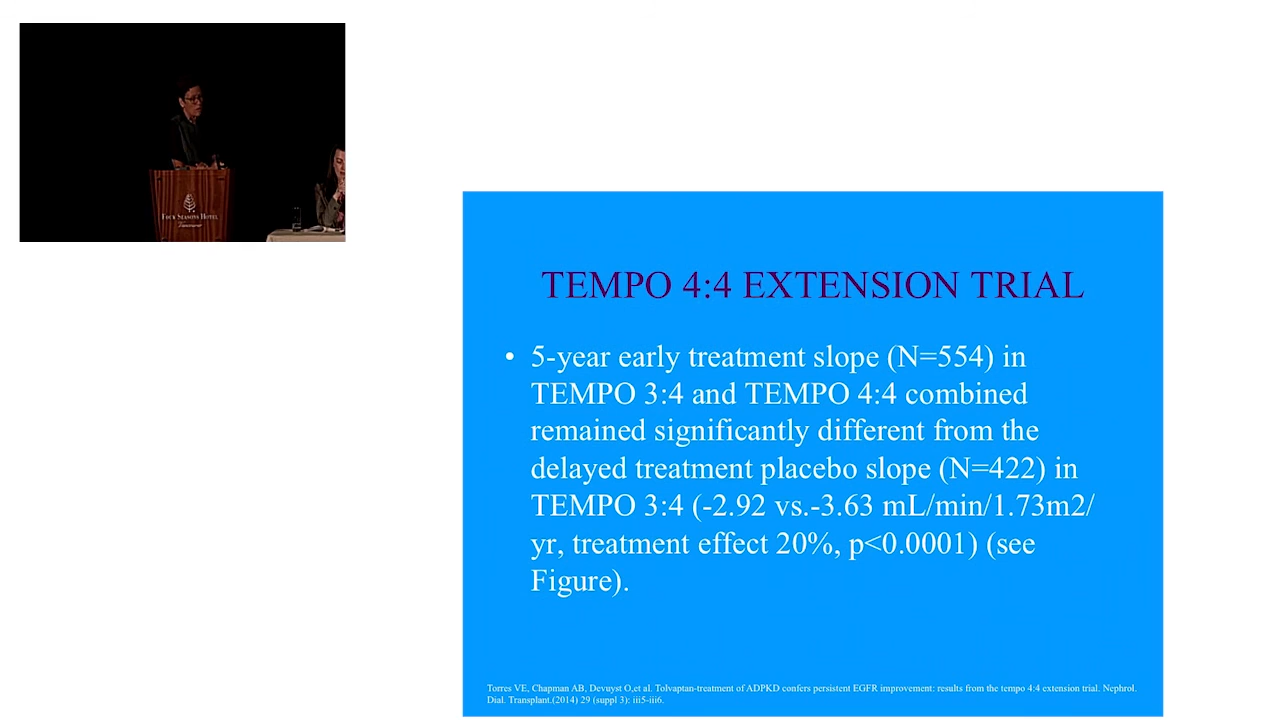 FOUR SEASONS HOTEL
Vancouver
TEMPO 4:4 EXTENSION TRIAL
• 5-year early treatment slope (N=554) in
TEMPO 3:4 and TEMPO 4:4 combined
remained significantly different from the
delayed treatment placebo slope (N=422) in
TEMPO 3:4 (-2.92 vs.-3.63 mL/min/1.73m2/
yr, treatment effect 20%, p<0.0001) (see
Figure).
Torres VE, Chapman AB, Devuyst O,et al. Tolvaptan-treatment of ADPKD confers persistent EGFR improvement: results from the tempo 4:4 extension trial. Nephrol.
Dial. Transplant.(2014) 29 (suppl 3): iii5-iii6.